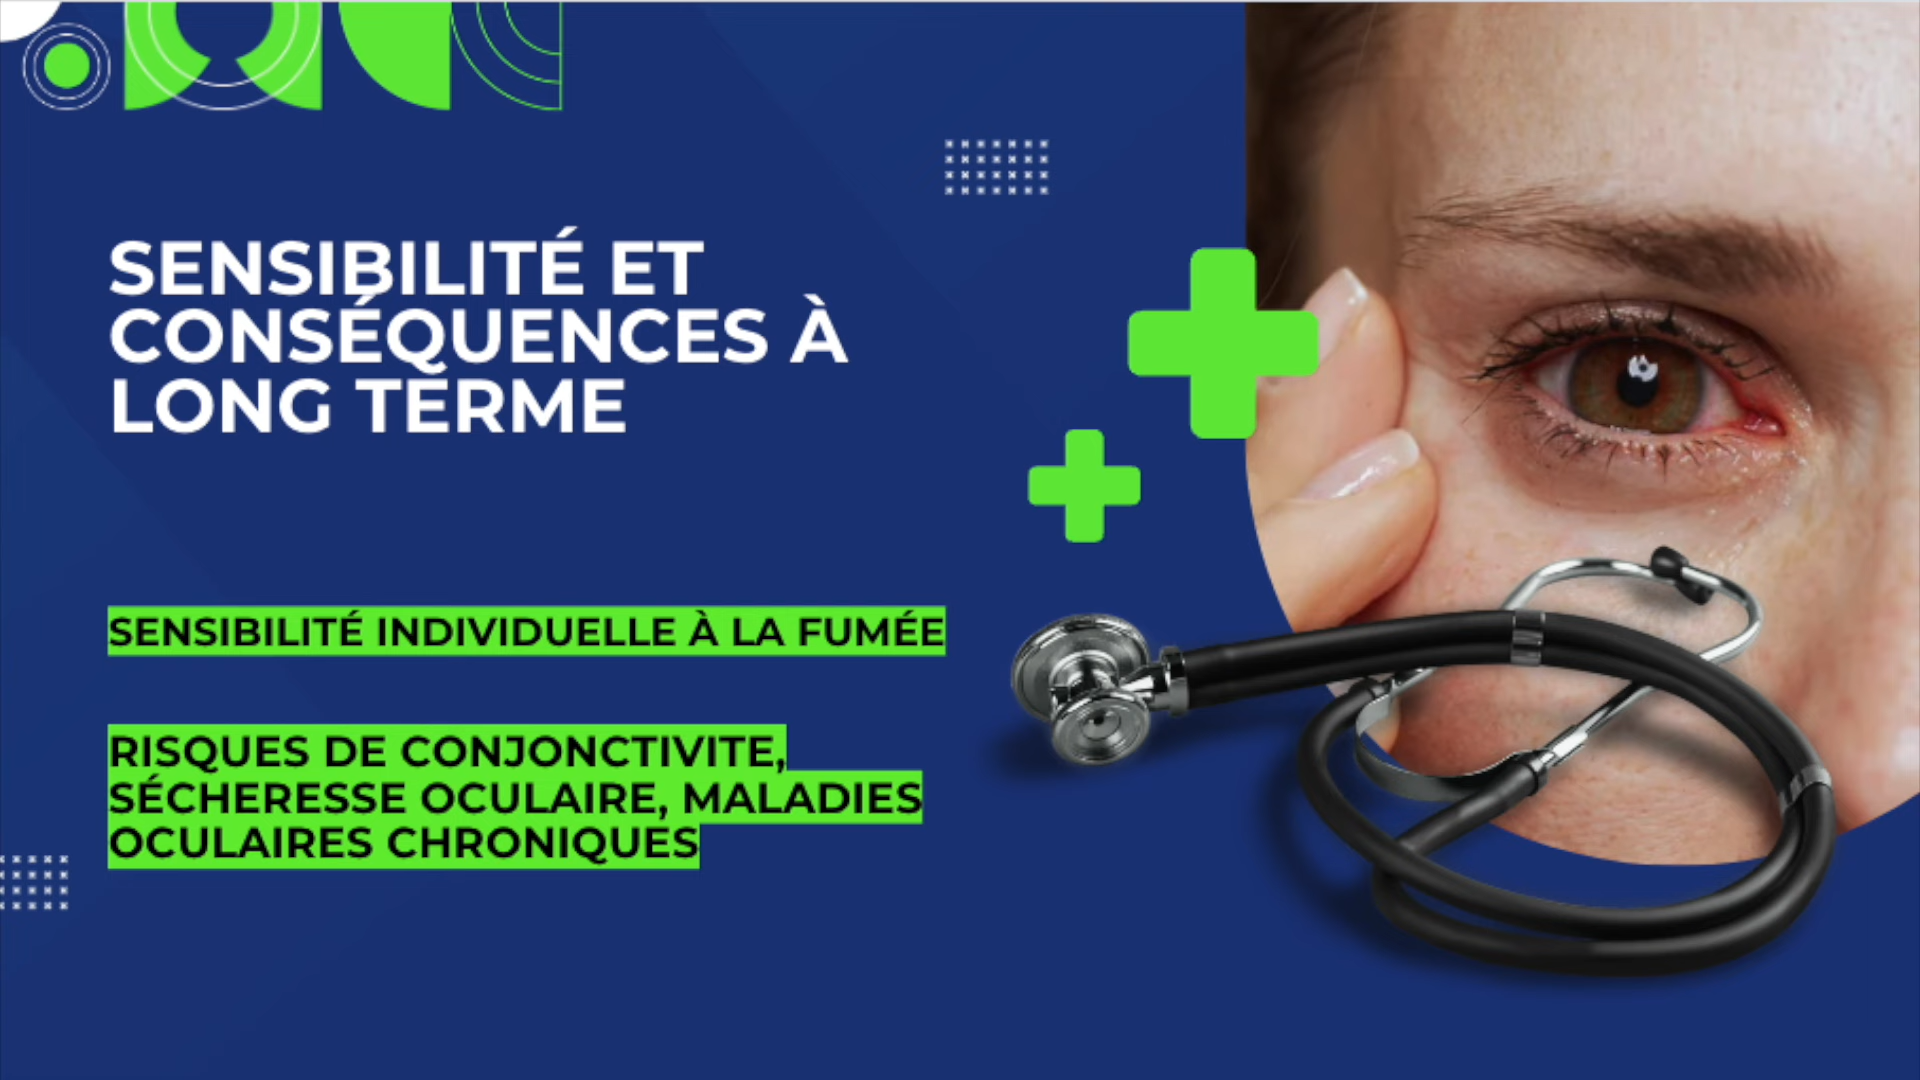 SENSIBILITÉ ET
CONSÉQUENCES À
LONG TERME
SENSIBILITÉ INDIVIDUELLE À LA FUMÉE
RISQUES DE CONJONCTIVITE,
SÉCHERESSE OCULAIRE, MALADIES
OCULAIRES CHRONIQUES